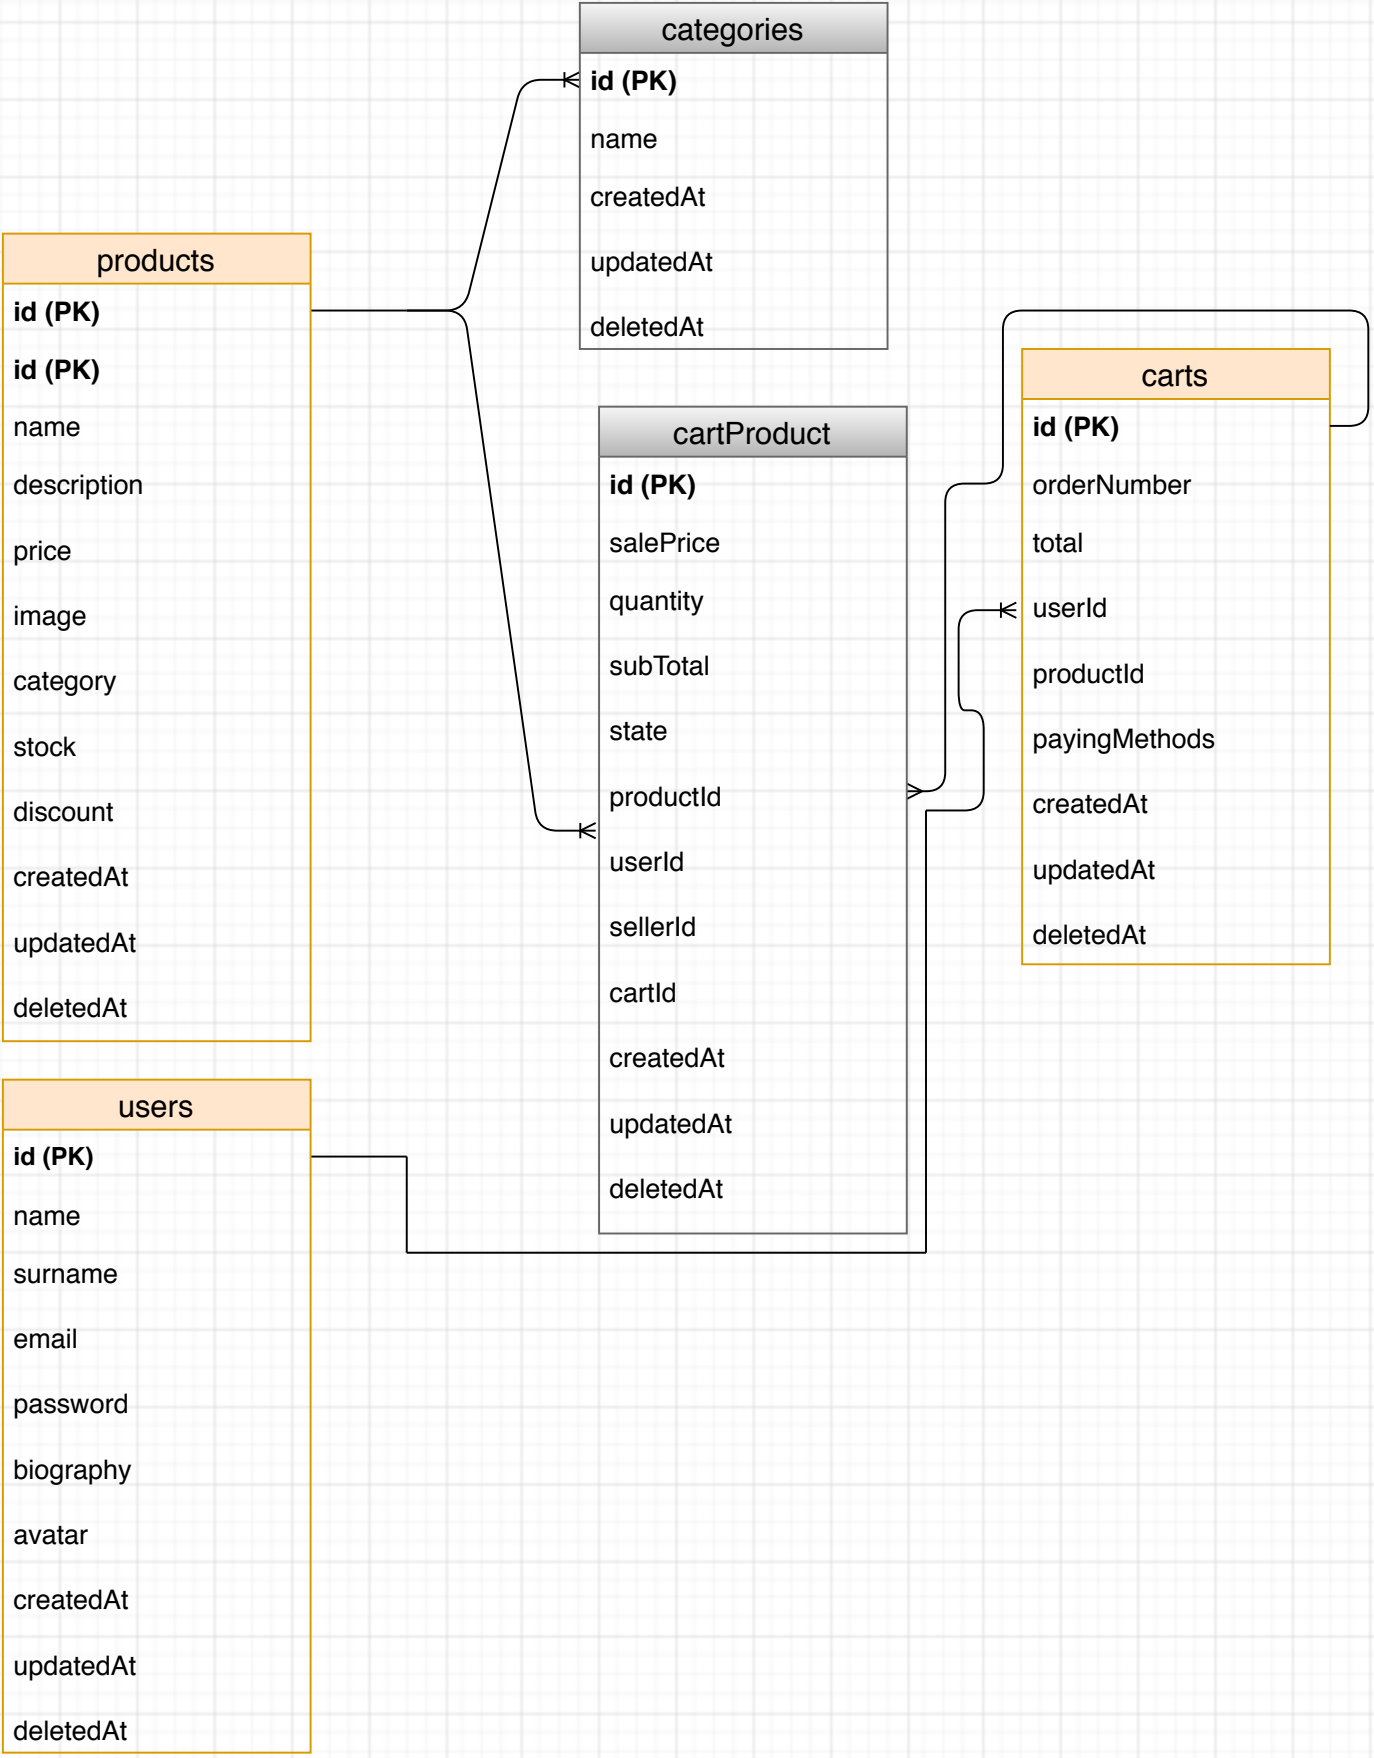 categories
id (PK)
name
createdAt
updatedAt
deletedAt
products
id (PK)
id (PK)
name
description
price
image
category
stock
discount
createdAt
updatedAt
deletedAt
cartProduct
id (PK)
salePrice
quantity
subTotal
state
productId
userId
sellerId
cartId
createdAt
updatedAt
deletedAt
carts
id (PK)
orderNumber
total
userId
productId
payingMethods
createdAt
updatedAt
deletedAt
users
id (PK)
name
surname
email
password
biography
avatar
createdAt
updatedAt
deletedAt